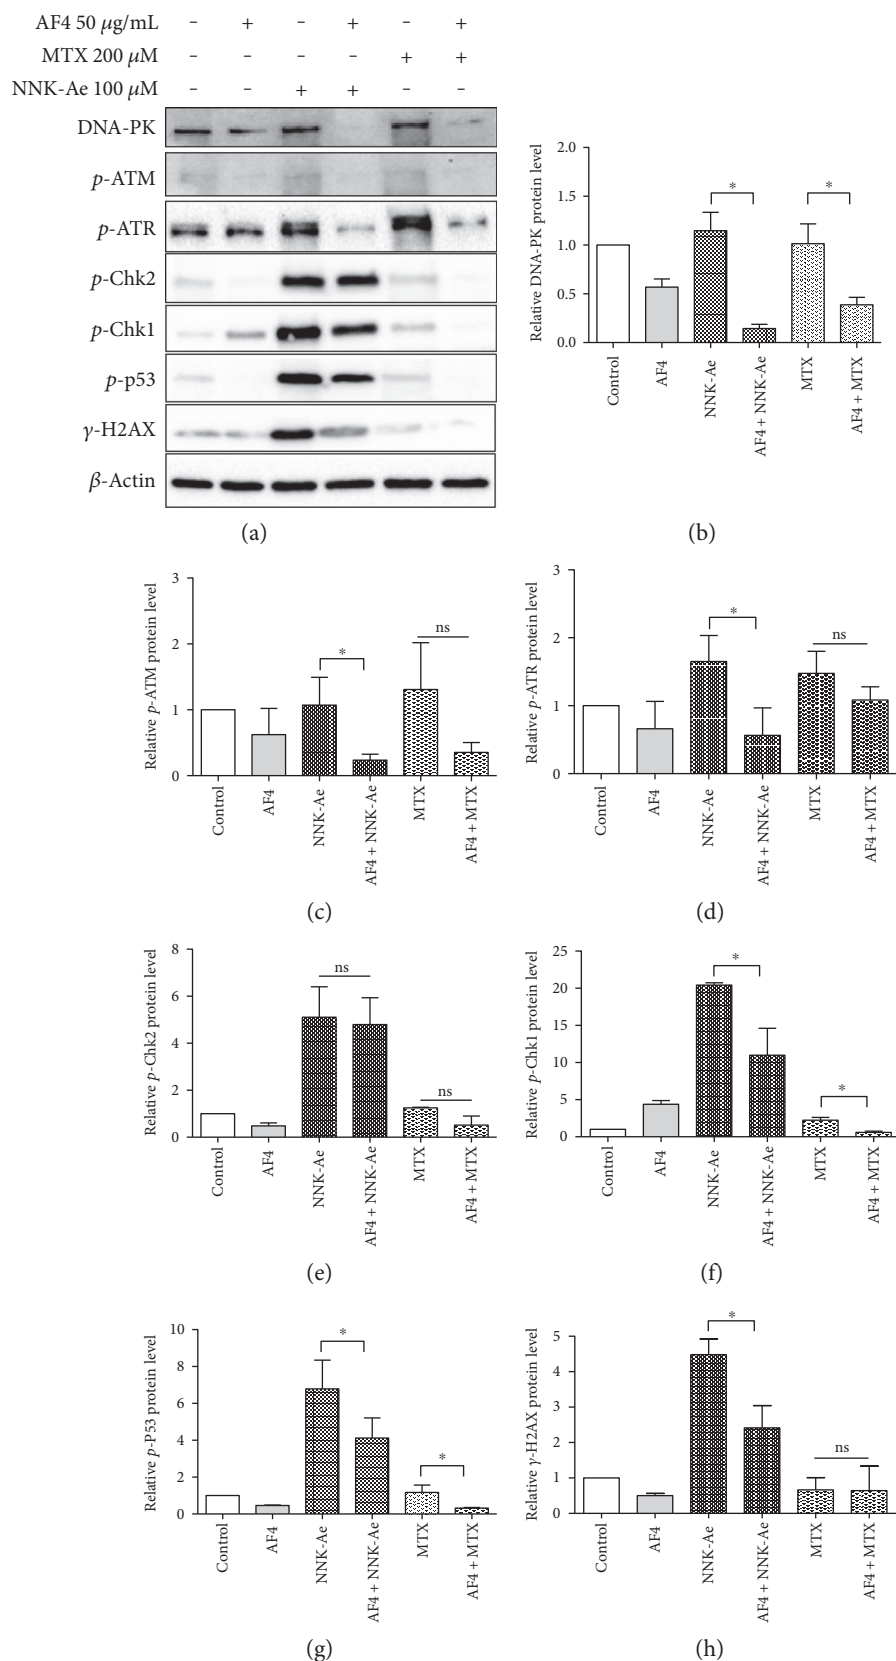 AF4 50 μg/mL – + – + – +
MTX 200 μM – – – – + +
NNK-Ae 100 μM – – + + – –
DNA-PK
p-ATM
p-ATR
p-Chk2
p-Chk1
p-p53
γ-H2AX
β-Actin
(a)
Relative DNA-PK protein level
2.0
1.5
1.0
0.5
0.0
*
*
Control
AF4
NNK-Ae
AF4 + NNK-Ae
MTX
AF4 + MTX
(b)
Relative p-ATM protein level
3
2
1
0
*
ns
Control
AF4
NNK-Ae
AF4 + NNK-Ae
MTX
AF4 + MTX
(c)
Relative p-ATR protein level
3
2
1
0
*
ns
Control
AF4
NNK-Ae
AF4 + NNK-Ae
MTX
AF4 + MTX
(d)
Relative p-Chk2 protein level
8
6
4
2
0
ns
ns
Control
AF4
NNK-Ae
AF4 + NNK-Ae
MTX
AF4 + MTX
(e)
Relative p-Chk1 protein level
25
20
15
10
5
0
*
*
Control
AF4
NNK-Ae
AF4 + NNK-Ae
MTX
AF4 + MTX
(f)
Relative p-P53 protein level
10
8
6
4
2
0
*
*
Control
AF4
NNK-Ae
AF4 + NNK-Ae
MTX
AF4 + MTX
(g)
Relative γ-H2AX protein level
5
4
3
2
1
0
*
ns
Control
AF4
NNK-Ae
AF4 + NNK-Ae
MTX
AF4 + MTX
(h)